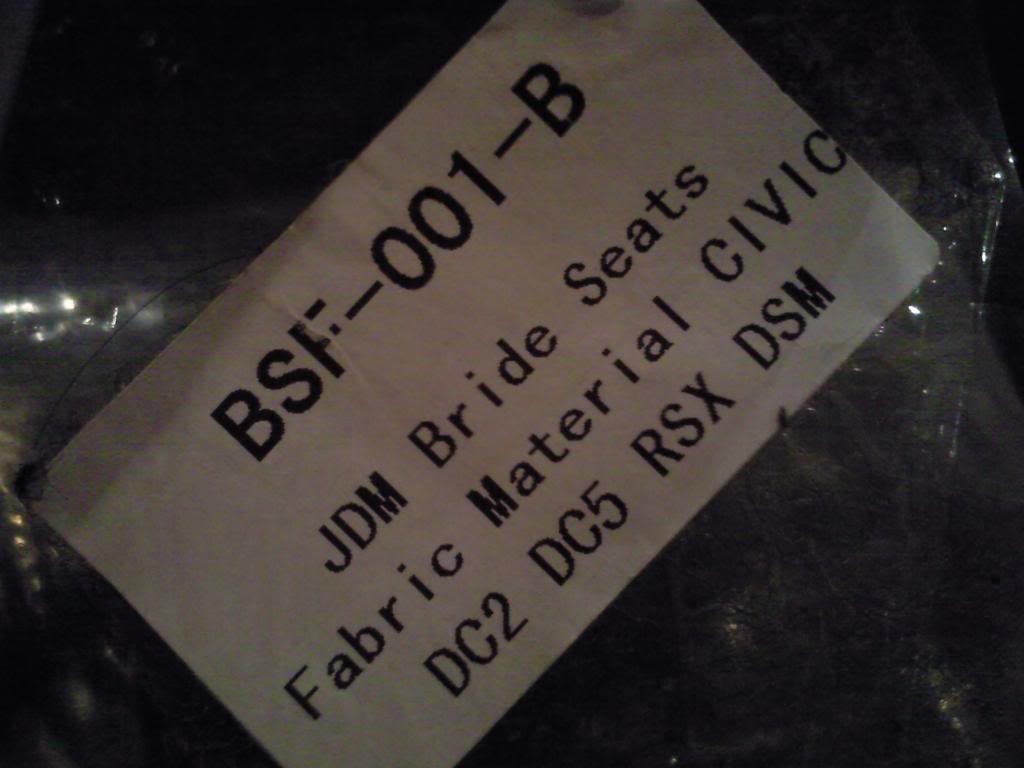 BSF-001-B
JDM Bride Seats
Fabric Material CIVIC
DC2 DC5 RSX DSM